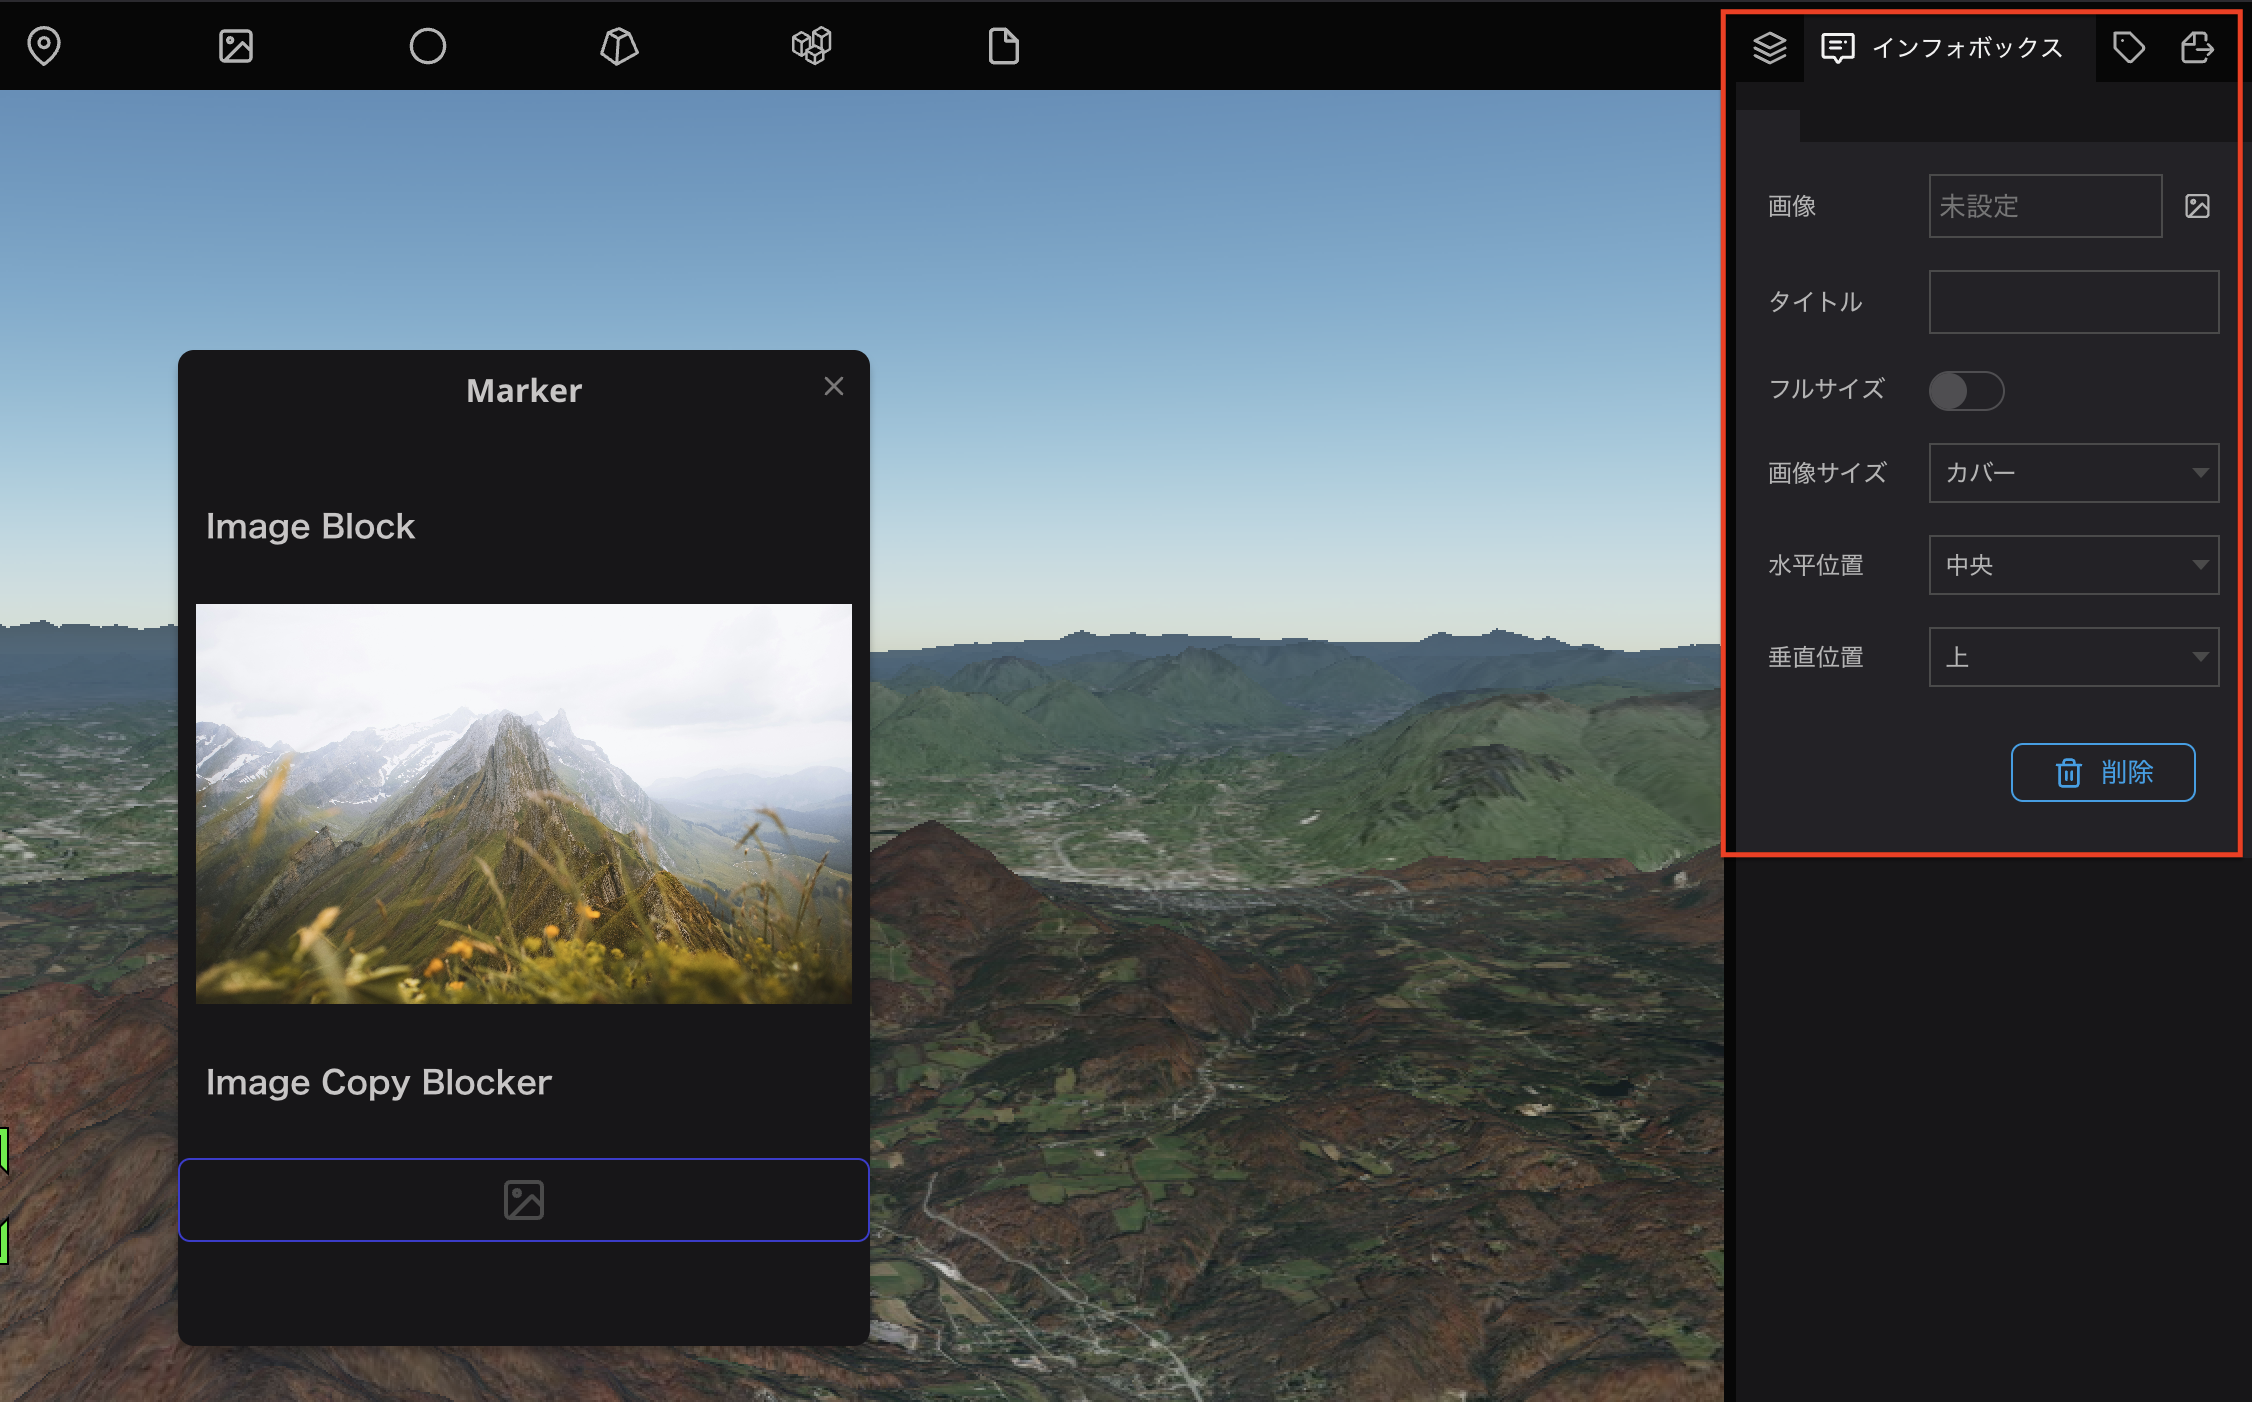 インフォボックス
画像 未設定
タイトル
フルサイズ
画像サイズ カバー
水平位置 中央
垂直位置 上
削除
Marker
Image Block
Image Copy Blocker